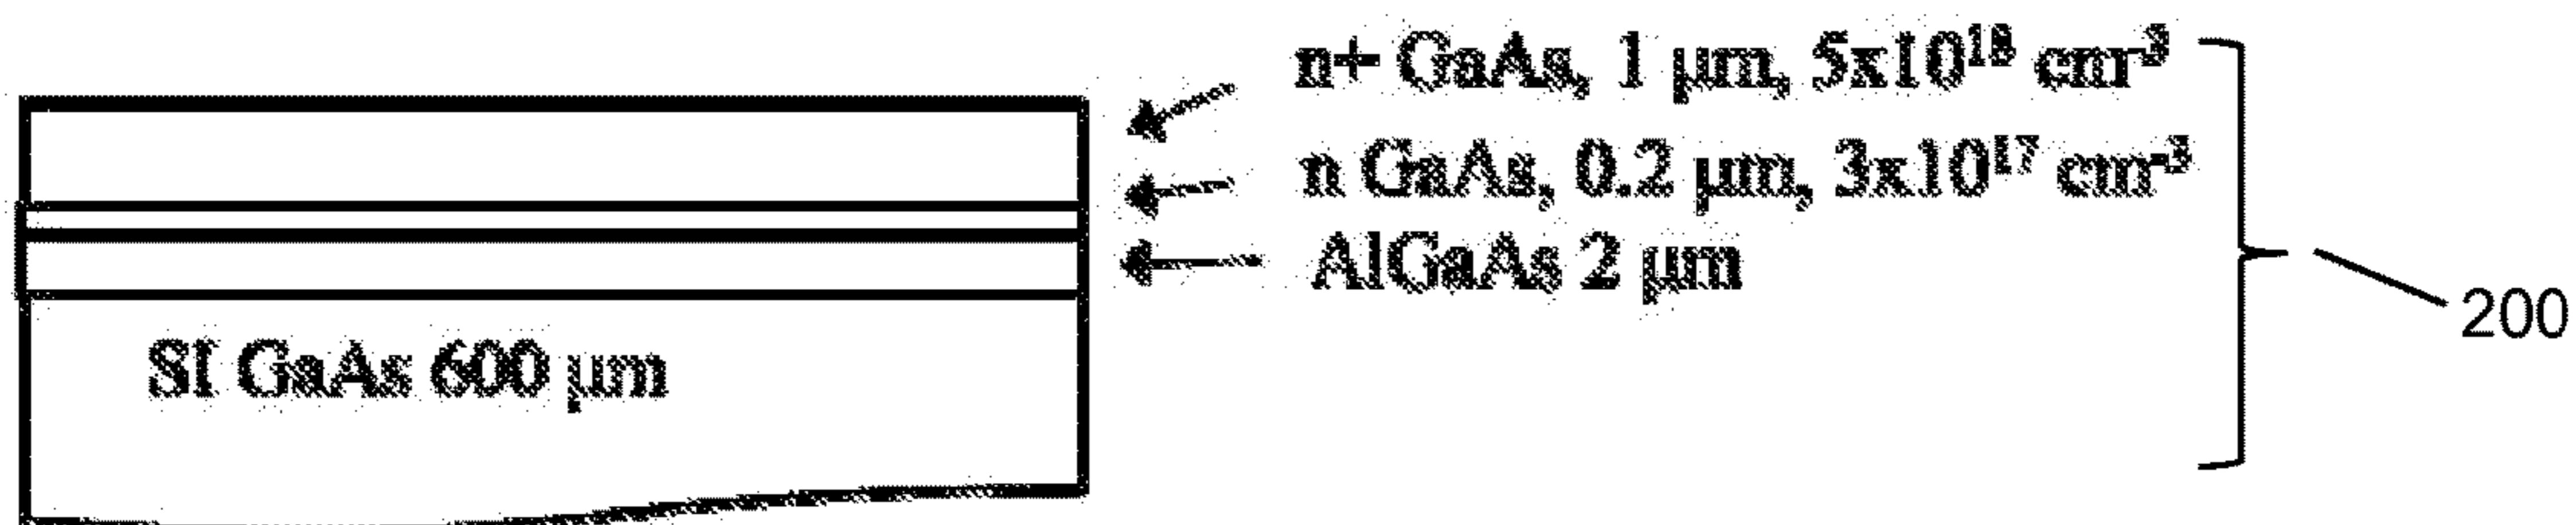 n+ GaAs, 1 μm, 5x10¹⁸ cm⁻³
n GaAs, 0.2 μm, 3x10¹⁷ cm⁻³
AlGaAs 2 μm
SI GaAs 600 μm
200